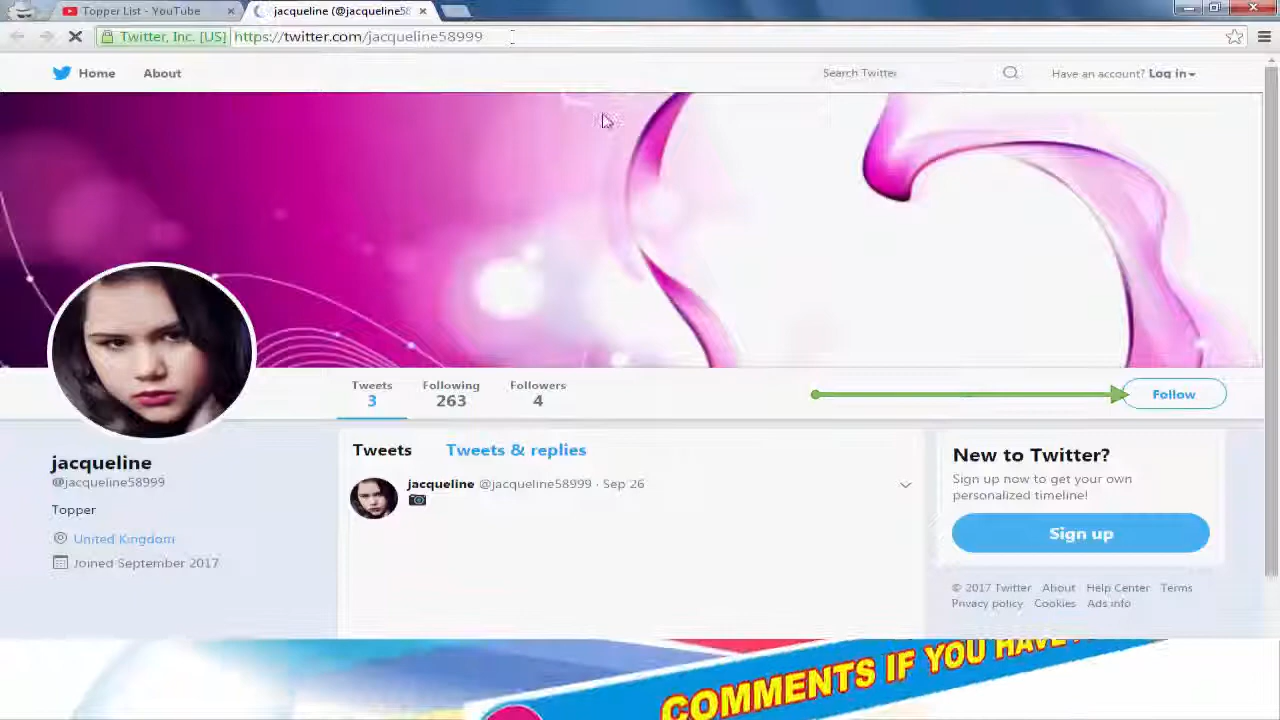 Topper List - YouTube
jacqueline (@jacqueline58
Twitter, Inc. [US] https://twitter.com/jacqueline58999
Home About Search Twitter Have an account? Log in
Tweets Following Followers
3 263 4
Follow
jacqueline
@jacqueline58999
Topper
United Kingdom
Joined September 2017
Tweets Tweets & replies
jacqueline @jacqueline58999 · Sep 26
New to Twitter?
Sign up now to get your own
personalized timeline!
Sign up
© 2017 Twitter About Help Center Terms
Privacy policy Cookies Ads info
COMMENTS IF YOU HAVE